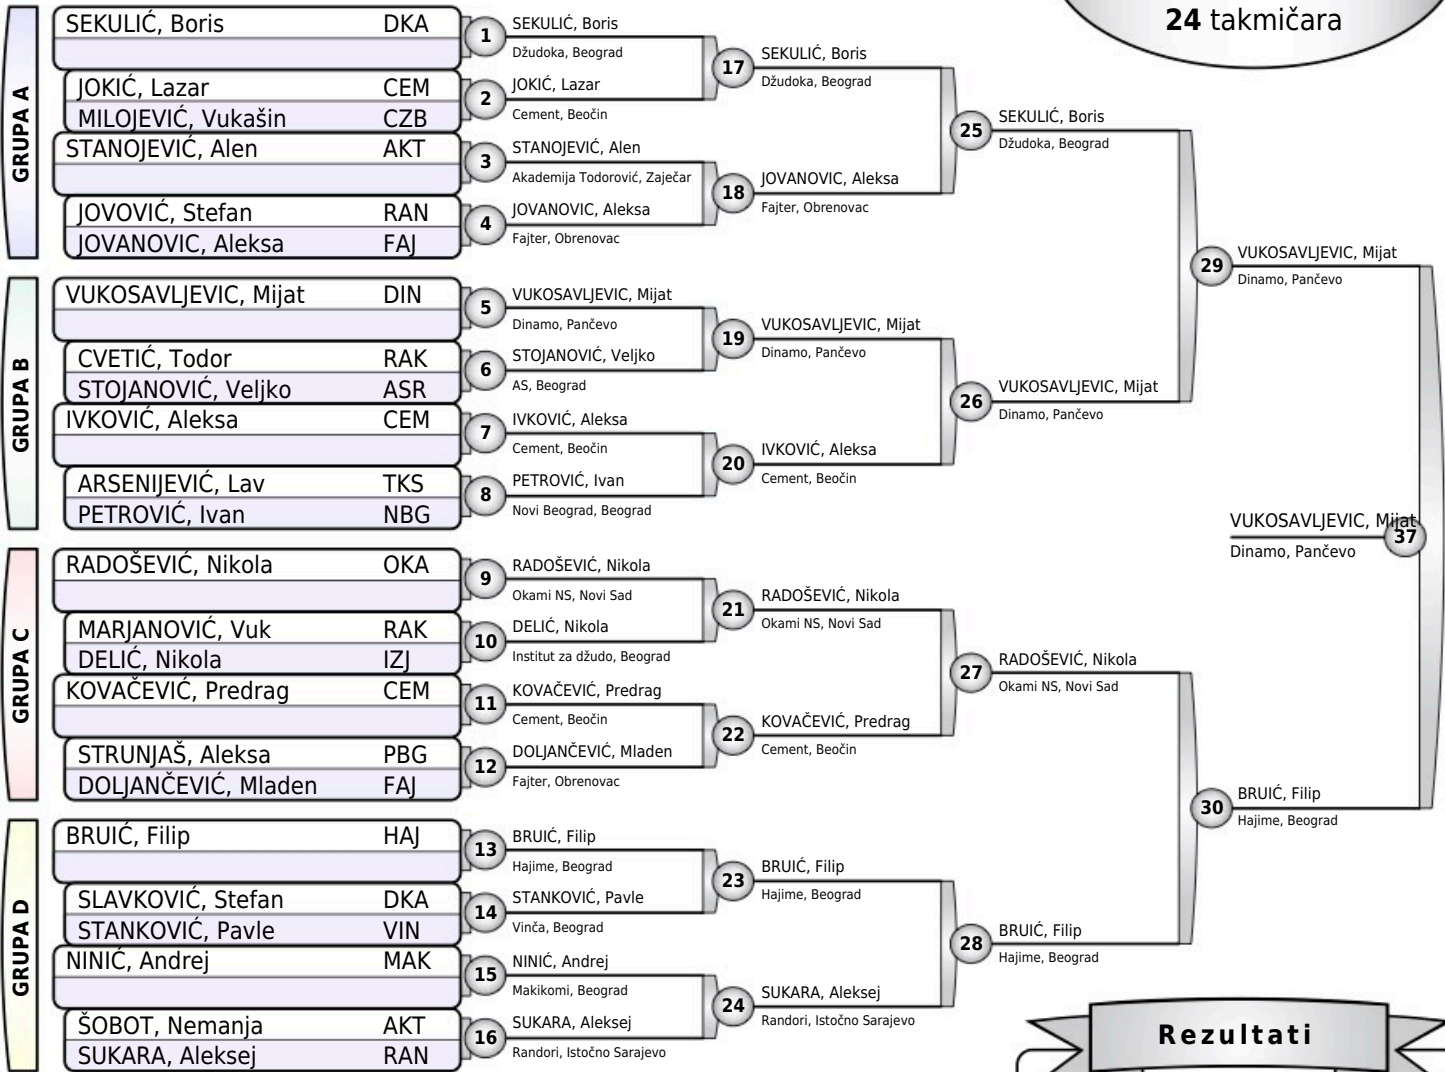 24 takmičara
GRUPA A
SEKULIĆ, Boris DKA
JOKIĆ, Lazar CEM
MILOJEVIĆ, Vukašin CZB
STANOJEVIĆ, Alen AKT
JOVOVIĆ, Stefan RAN
JOVANOVIC, Aleksa FAJ
GRUPA B
VUKOSAVLJEVIC, Mijat DIN
CVETIĆ, Todor RAK
STOJANOVIĆ, Veljko ASR
IVKOVIĆ, Aleksa CEM
ARSENIJEVIĆ, Lav TKS
PETROVIĆ, Ivan NBG
GRUPA C
RADOŠEVIĆ, Nikola OKA
MARJANOVIĆ, Vuk RAK
DELIĆ, Nikola IZJ
KOVAČEVIĆ, Predrag CEM
STRUNJAŠ, Aleksa PBG
DOLJANČEVIĆ, Mladen FAJ
GRUPA D
BRUIĆ, Filip HAJ
SLAVKOVIĆ, Stefan DKA
STANKOVIĆ, Pavle VIN
NINIĆ, Andrej MAK
ŠOBOT, Nemanja AKT
SUKARA, Aleksej RAN
1 SEKULIĆ, Boris
Džudoka, Beograd
2 JOKIĆ, Lazar
Cement, Beočin
3 STANOJEVIĆ, Alen
Akademija Todorović, Zaječar
4 JOVANOVIC, Aleksa
Fajter, Obrenovac
5 VUKOSAVLJEVIC, Mijat
Dinamo, Pančevo
6 STOJANOVIĆ, Veljko
AS, Beograd
7 IVKOVIĆ, Aleksa
Cement, Beočin
8 PETROVIĆ, Ivan
Novi Beograd, Beograd
9 RADOŠEVIĆ, Nikola
Okami NS, Novi Sad
10 DELIĆ, Nikola
Institut za džudo, Beograd
11 KOVAČEVIĆ, Predrag
Cement, Beočin
12 DOLJANČEVIĆ, Mladen
Fajter, Obrenovac
13 BRUIĆ, Filip
Hajime, Beograd
14 STANKOVIĆ, Pavle
Vinča, Beograd
15 NINIĆ, Andrej
Makikomi, Beograd
16 SUKARA, Aleksej
Randori, Istočno Sarajevo
17 SEKULIĆ, Boris
Džudoka, Beograd
18 JOVANOVIC, Aleksa
Fajter, Obrenovac
19 VUKOSAVLJEVIC, Mijat
Dinamo, Pančevo
20 IVKOVIĆ, Aleksa
Cement, Beočin
21 RADOŠEVIĆ, Nikola
Okami NS, Novi Sad
22 KOVAČEVIĆ, Predrag
Cement, Beočin
23 BRUIĆ, Filip
Hajime, Beograd
24 SUKARA, Aleksej
Randori, Istočno Sarajevo
25 SEKULIĆ, Boris
Džudoka, Beograd
26 VUKOSAVLJEVIC, Mijat
Dinamo, Pančevo
27 RADOŠEVIĆ, Nikola
Okami NS, Novi Sad
28 BRUIĆ, Filip
Hajime, Beograd
29 VUKOSAVLJEVIC, Mijat
Dinamo, Pančevo
30 BRUIĆ, Filip
Hajime, Beograd
VUKOSAVLJEVIC, Mijat
37
Dinamo, Pančevo
Rezultati